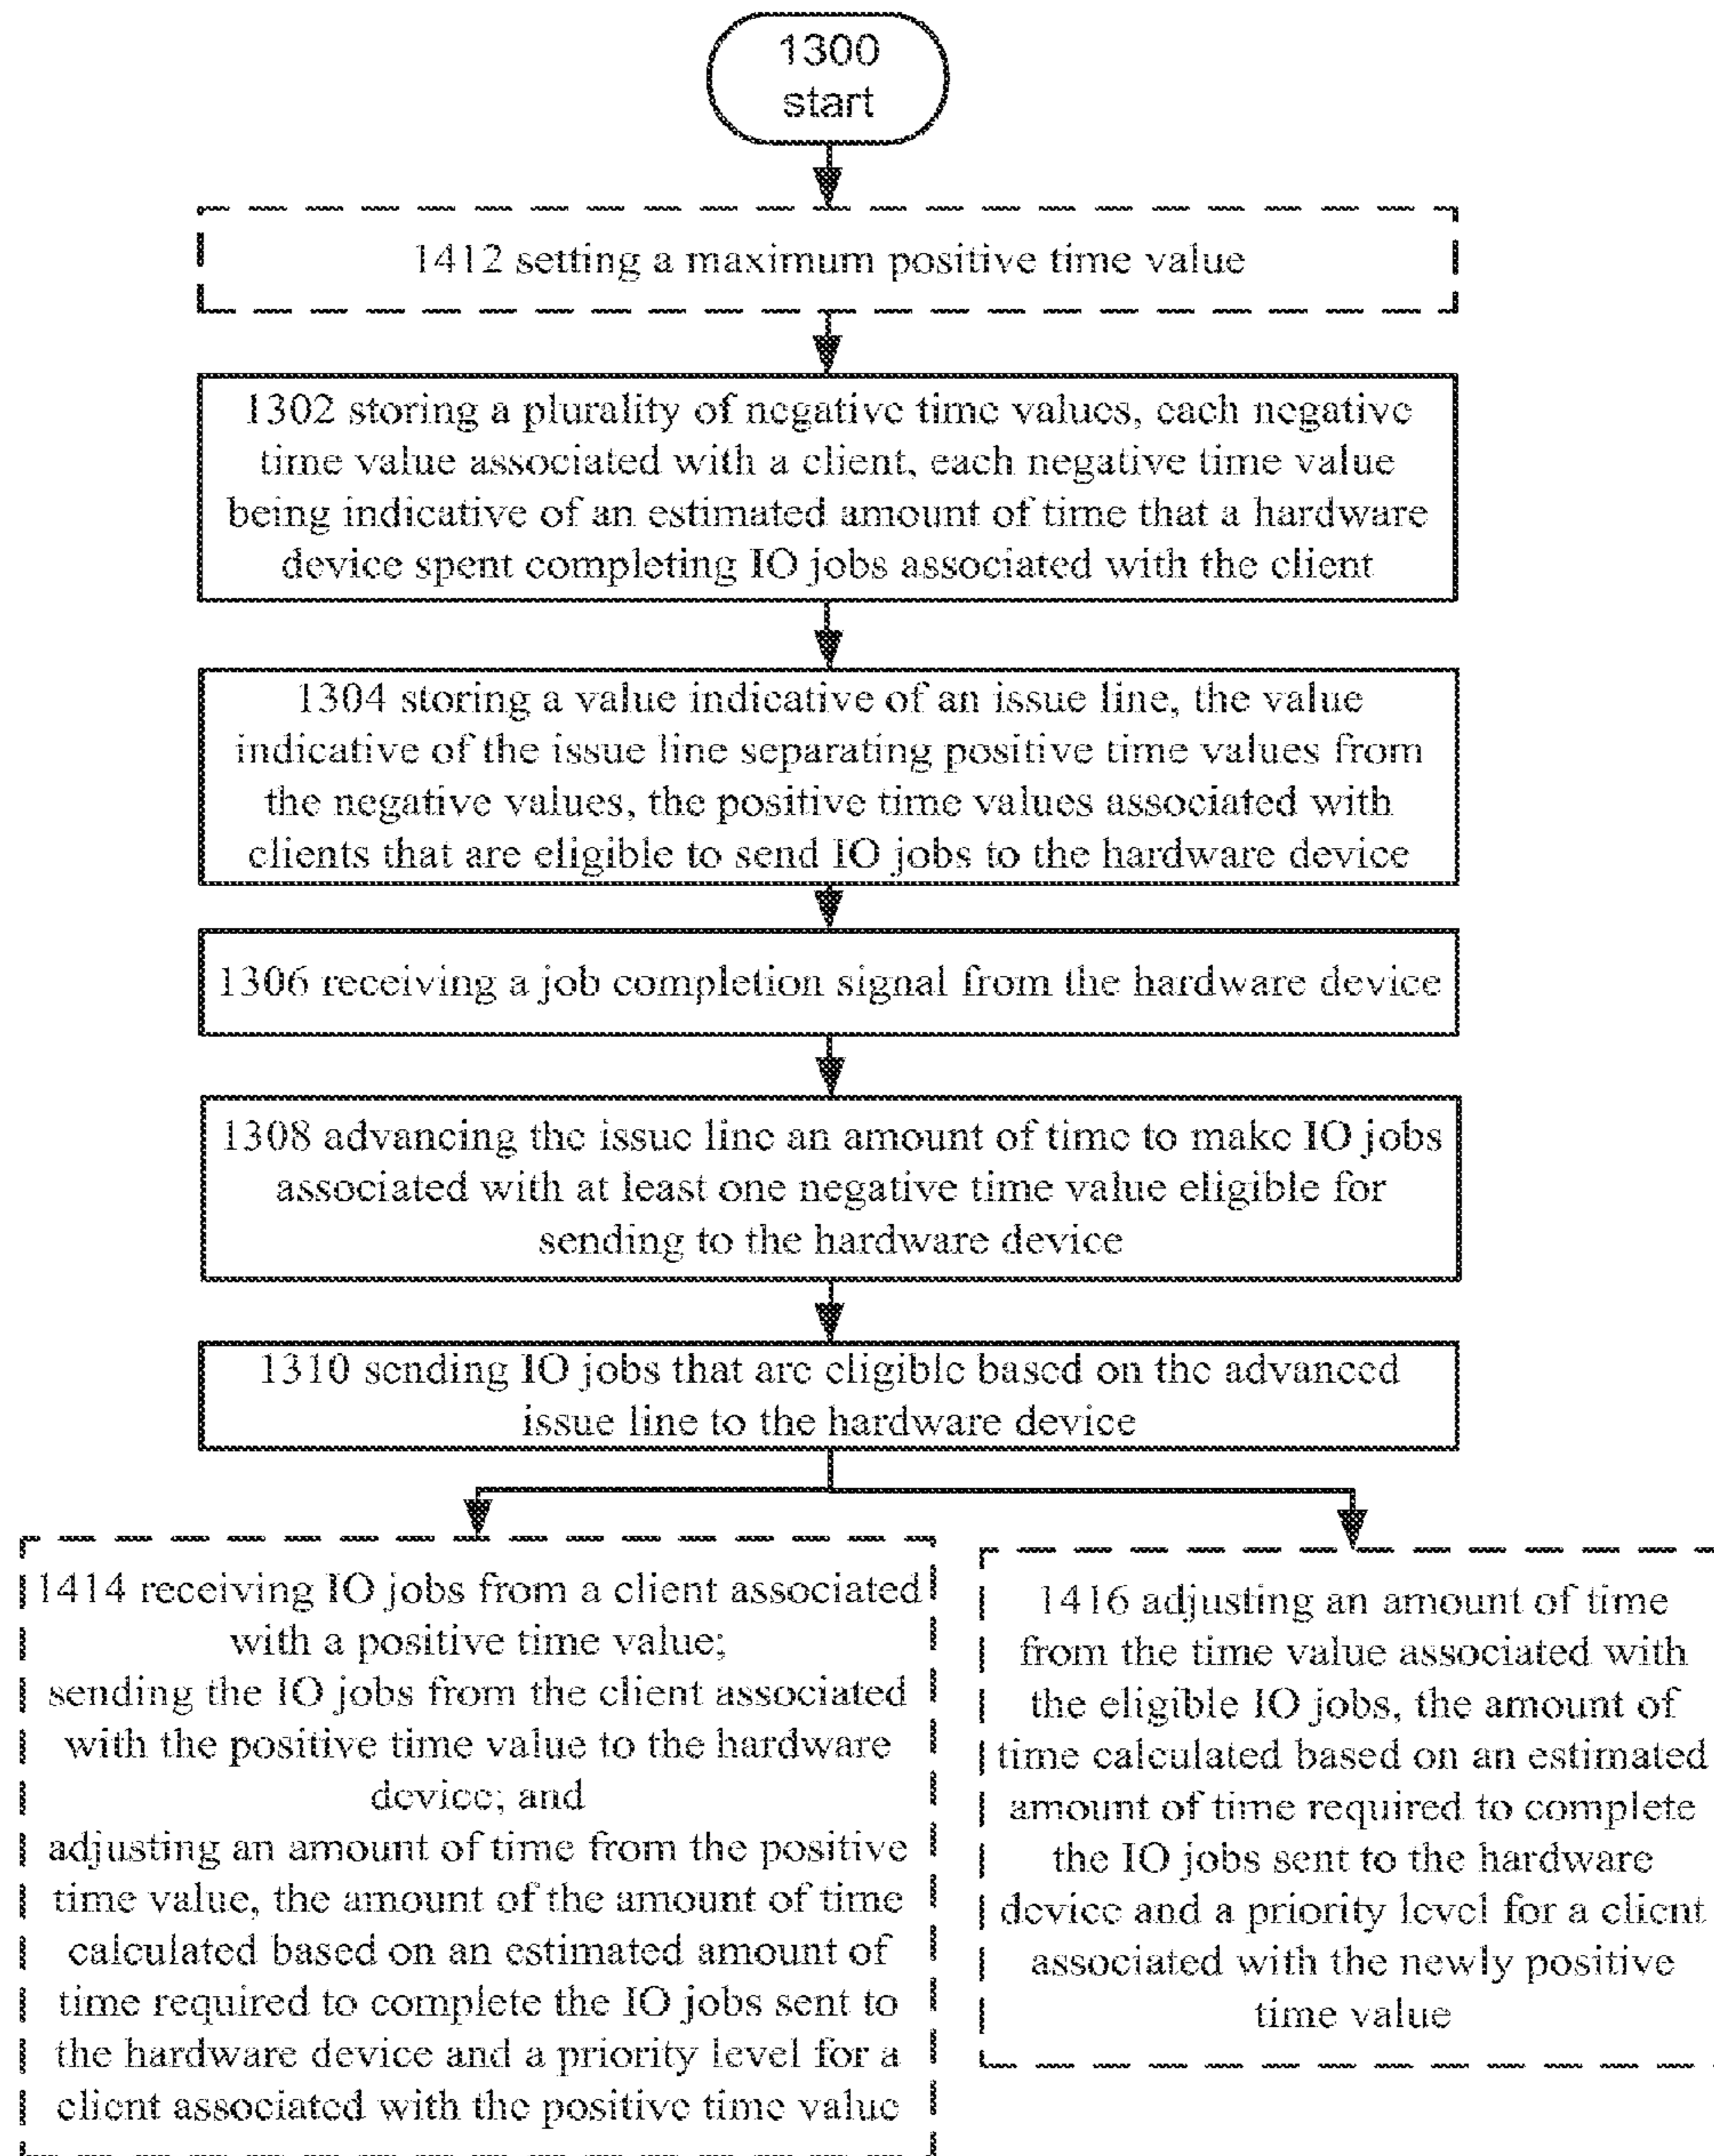 1300
start
1412 setting a maximum positive time value
1302 storing a plurality of negative time values, each negative
time value associated with a client, each negative time value
being indicative of an estimated amount of time that a hardware
device spent completing IO jobs associated with the client
1304 storing a value indicative of an issue line, the value
indicative of the issue line separating positive time values from
the negative values, the positive time values associated with
clients that are eligible to send IO jobs to the hardware device
1306 receiving a job completion signal from the hardware device
1308 advancing the issue line an amount of time to make IO jobs
associated with at least one negative time value eligible for
sending to the hardware device
1310 sending IO jobs that are eligible based on the advanced
issue line to the hardware device
1414 receiving IO jobs from a client associated
with a positive time value;
sending the IO jobs from the client associated
with the positive time value to the hardware
device; and
adjusting an amount of time from the positive
time value, the amount of the amount of time
calculated based on an estimated amount of
time required to complete the IO jobs sent to
the hardware device and a priority level for a
client associated with the positive time value
1416 adjusting an amount of time
from the time value associated with
the eligible IO jobs, the amount of
time calculated based on an estimated
amount of time required to complete
the IO jobs sent to the hardware
device and a priority level for a client
associated with the newly positive
time value